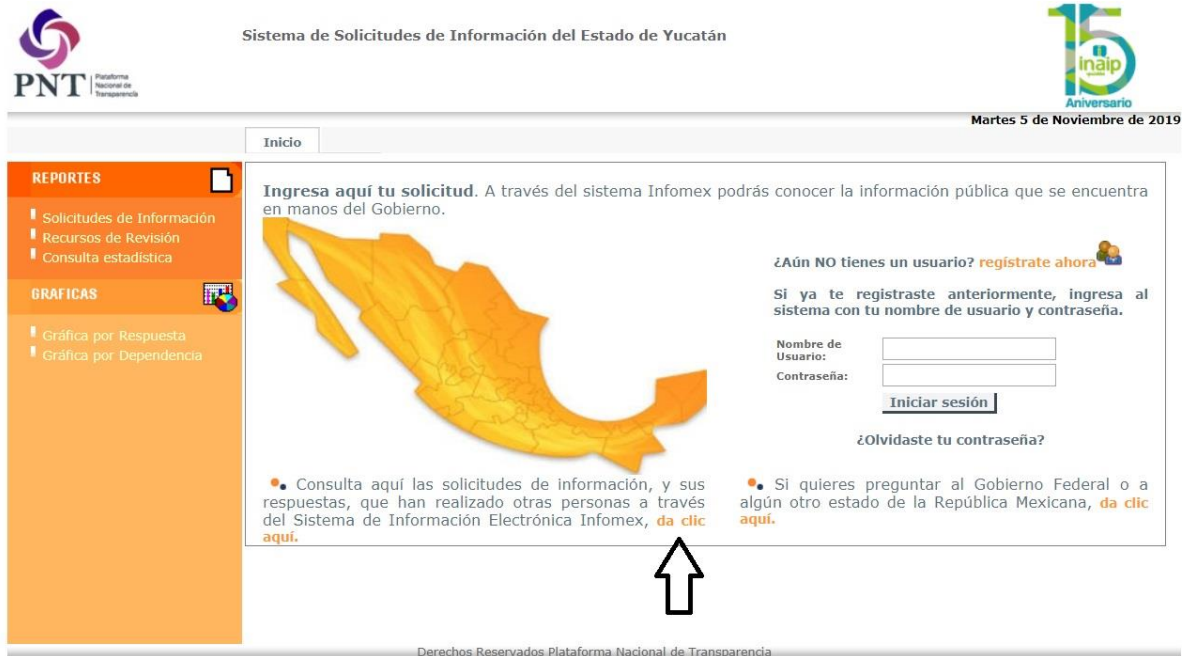 PNT
Plataforma
Nacional de
Transparencia
Sistema de Solicitudes de Información del Estado de Yucatán
15
inaip
Aniversario
Martes 5 de Noviembre de 2019
Inicio
REPORTES
Solicitudes de Información
Recursos de Revisión
Consulta estadística
GRAFICAS
Gráfica por Respuesta
Gráfica por Dependencia
Ingresa aquí tu solicitud. A través del sistema Infomex podrás conocer la información pública que se encuentra
en manos del Gobierno.
¿Aún NO tienes un usuario? regístrate ahora
Si ya te registraste anteriormente, ingresa al
sistema con tu nombre de usuario y contraseña.
Nombre de
Usuario:
Contraseña:
Iniciar sesión
¿Olvidaste tu contraseña?
Consulta aquí las solicitudes de información, y sus
respuestas, que han realizado otras personas a través
del Sistema de Información Electrónica Infomex, da clic
aquí.
Si quieres preguntar al Gobierno Federal o a
algún otro estado de la República Mexicana, da clic
aquí.
Derechos Reservados Plataforma Nacional de Transparencia